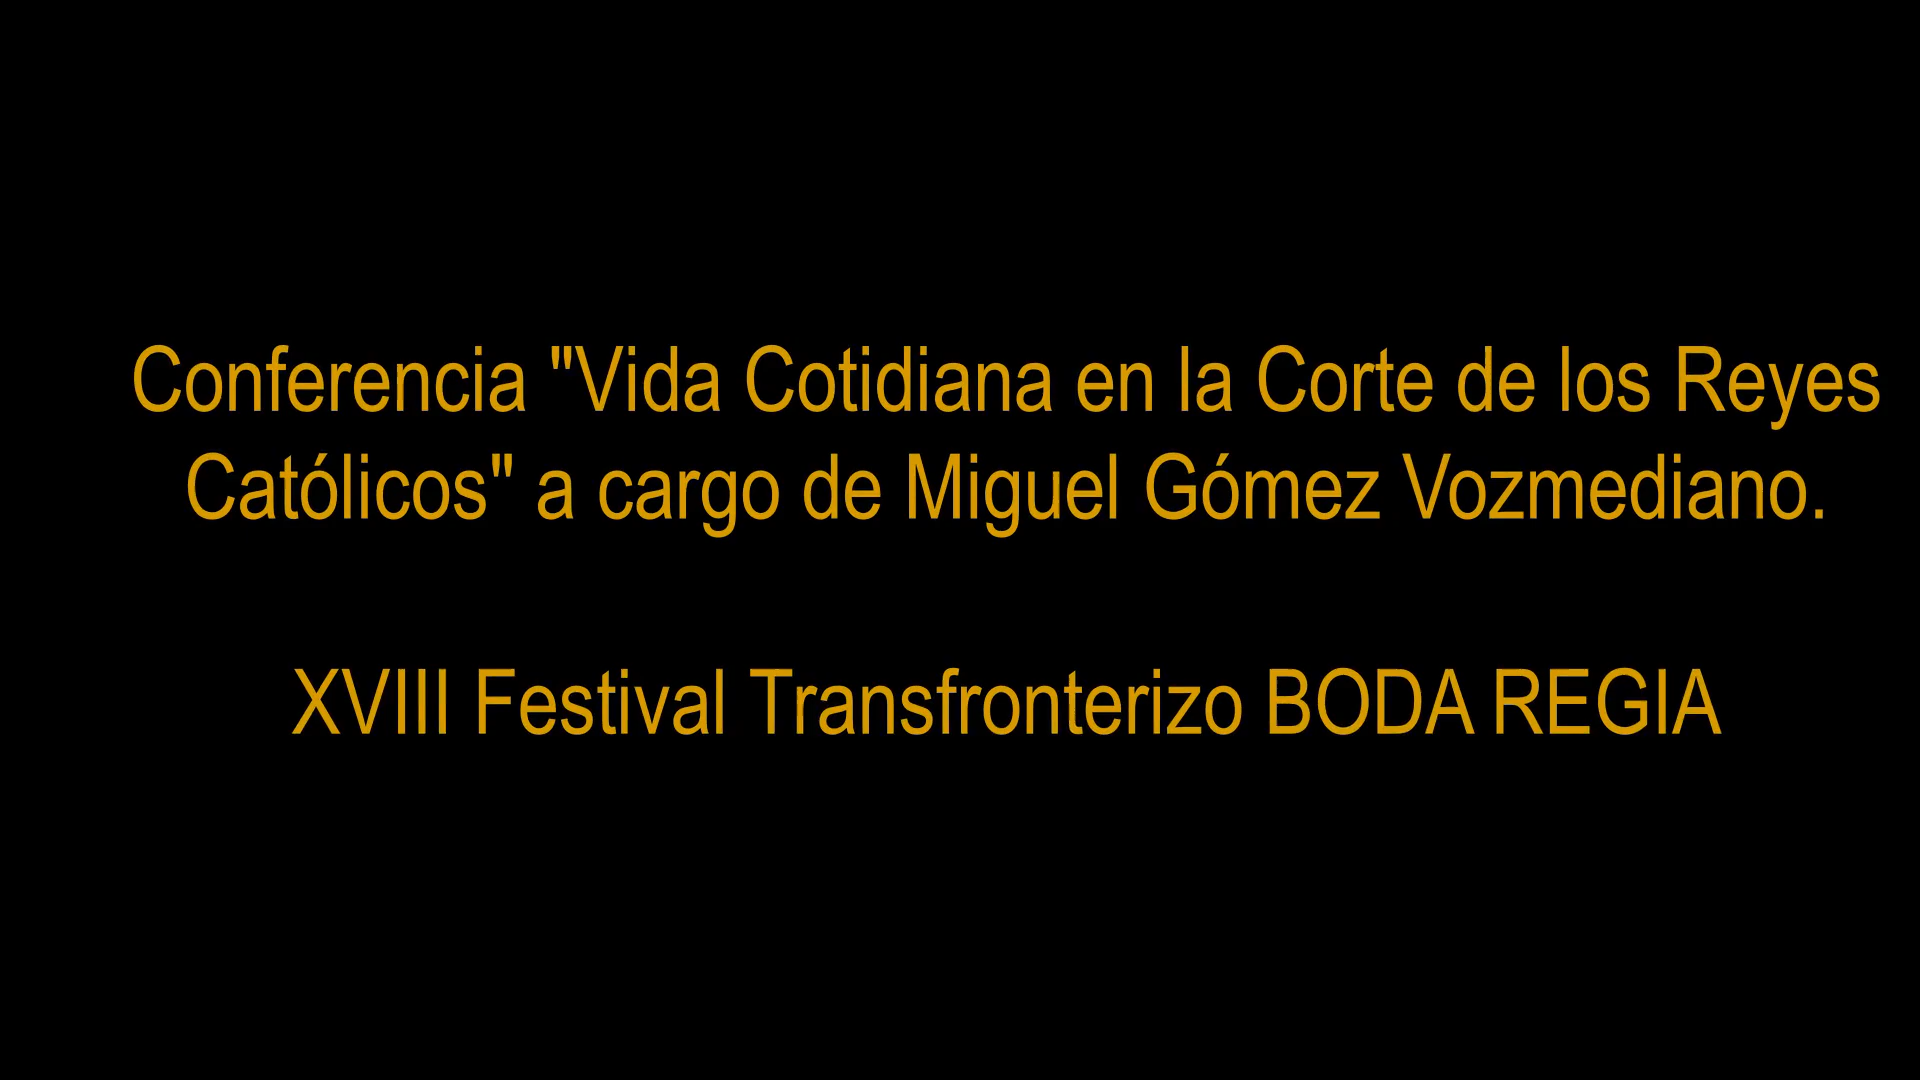 Conferencia "Vida Cotidiana en la Corte de los Reyes
Católicos" a cargo de Miguel Gómez Vozmediano.
XVIII Festival Transfronterizo BODA REGIA